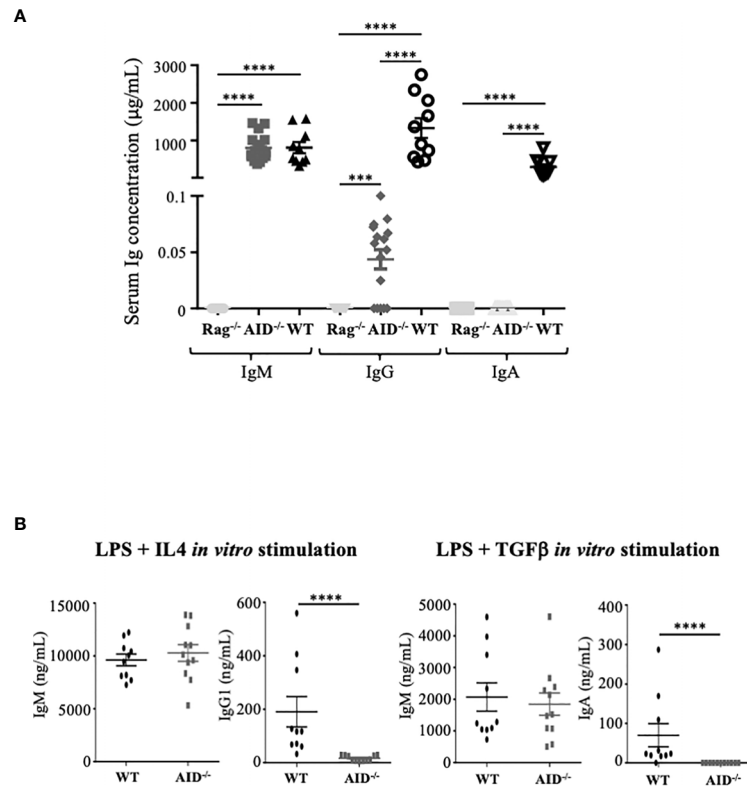 A
Serum Ig concentration (µg/mL)
3000
2000
1000
0.1
0.05
0
**** **** *** **** **** **** ****
Rag-/- AID-/- WT Rag-/- AID-/- WT Rag-/- AID-/- WT
IgM IgG IgA
B
LPS + IL4 in vitro stimulation LPS + TGFβ in vitro stimulation
IgM (ng/mL)
15000
10000
5000
0
WT AID-/-
IgG1 (ng/mL)
600
400
200
0
****
WT AID-/-
IgM (ng/mL)
5000
4000
3000
2000
1000
0
WT AID-/-
IgA (ng/mL)
400
300
200
100
0
****
WT AID-/-